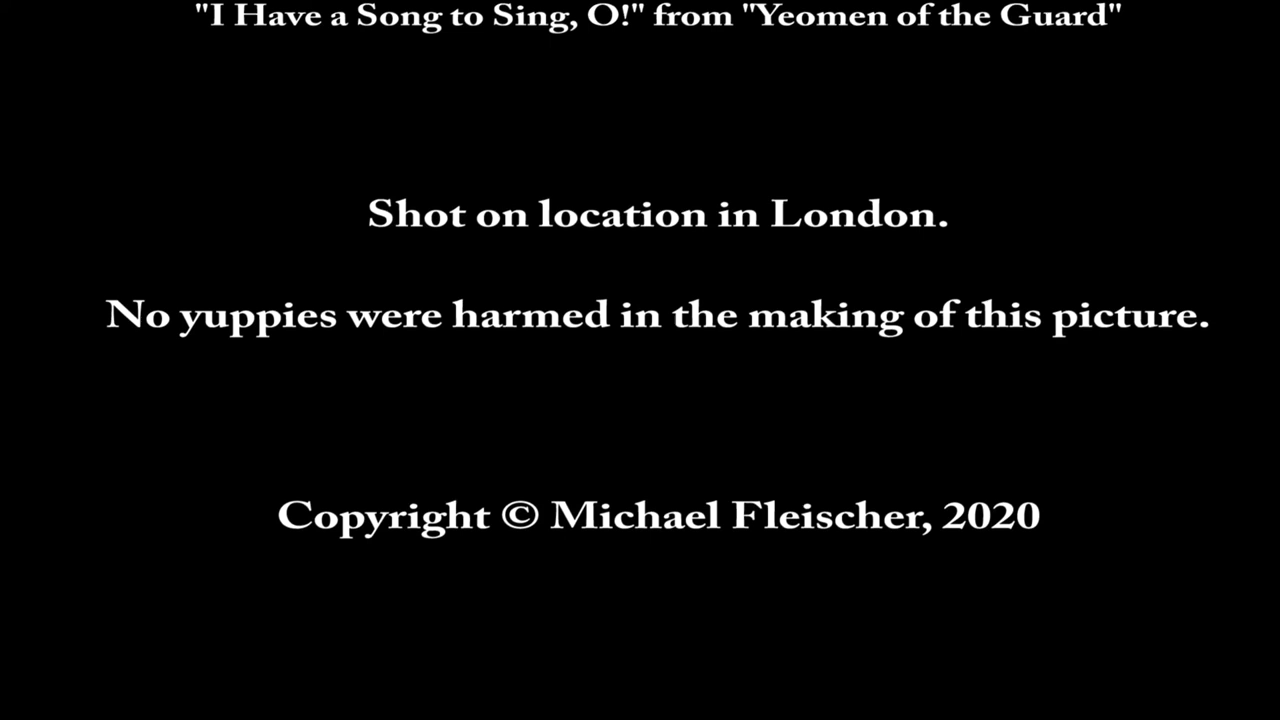 "I Have a Song to Sing, O!" from "Yeomen of the Guard"
Shot on location in London.
No yuppies were harmed in the making of this picture.
Copyright © Michael Fleischer, 2020